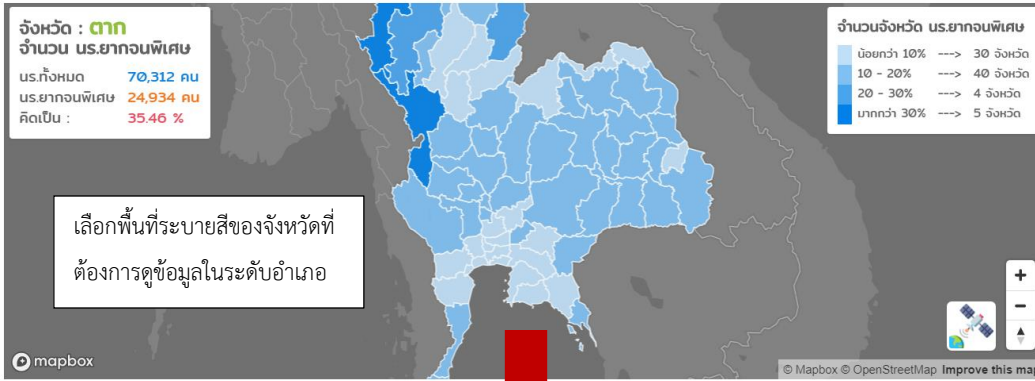 จังหวัด : ตาก
จำนวน นร.ยากจนพิเศษ
นร.ทั้งหมด 70,312 คน
นร.ยากจนพิเศษ 24,934 คน
คิดเป็น : 35.46 %
จำนวนจังหวัด นร.ยากจนพิเศษ
น้อยกว่า 10% ---> 30 จังหวัด
10 - 20% ---> 40 จังหวัด
20 - 30% ---> 4 จังหวัด
มากกว่า 30% ---> 5 จังหวัด
เลือกพื้นที่ระบายสีของจังหวัดที่
ต้องการดูข้อมูลในระดับอำเภอ
mapbox
© Mapbox © OpenStreetMap Improve this map